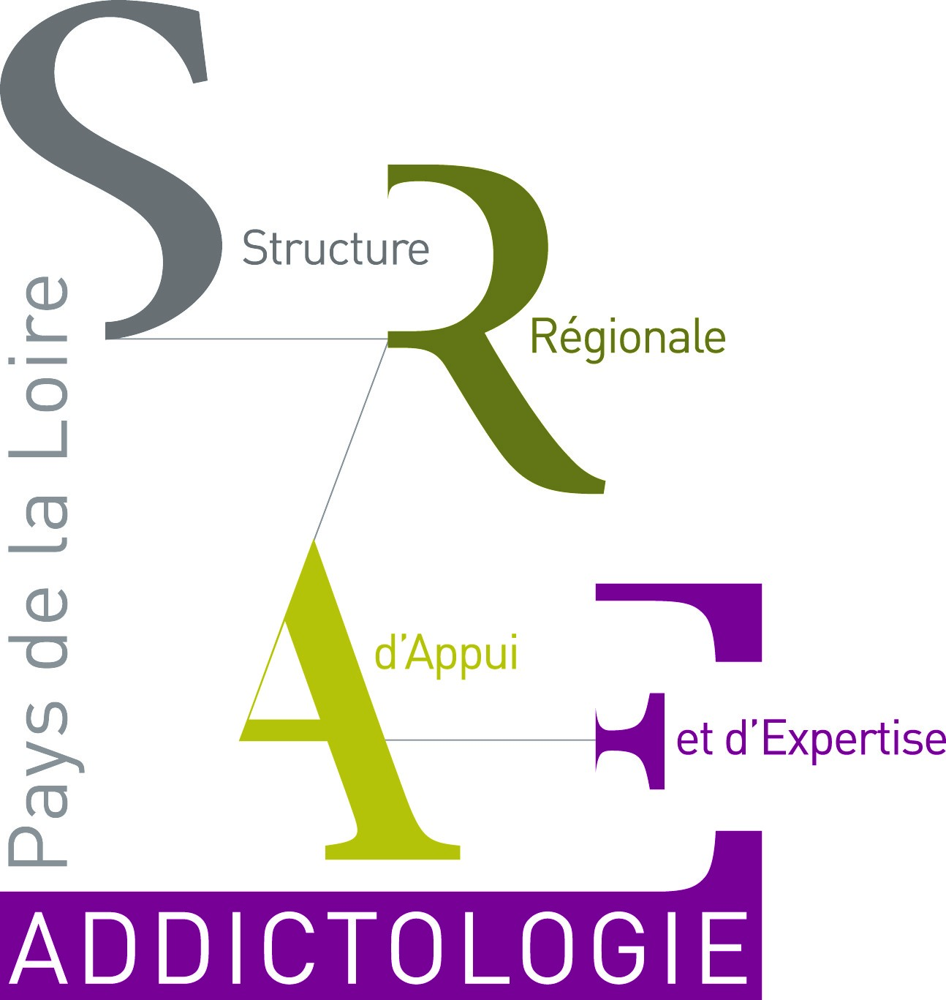 S
Structure
R
Régionale
A
d'Appui
E
et d'Expertise
Pays de la Loire
ADDICTOLOGIE